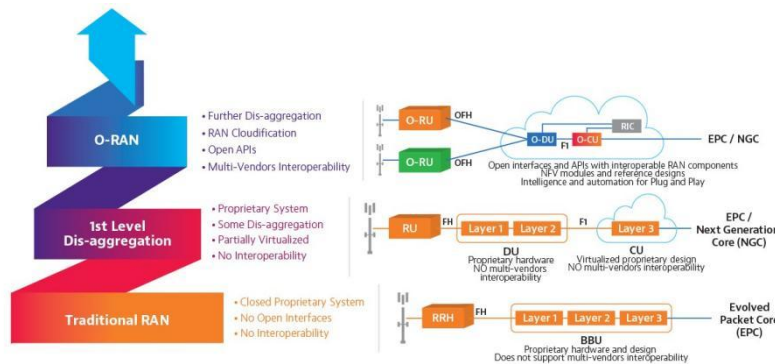 O-RAN
• Further Dis-aggregation
• RAN Cloudification
• Open APIs
• Multi-Vendors Interoperability
O-RU
OFH
O-RU
OFH
O-DU
F1
O-CU
RIC
EPC / NGC
Open interfaces and APIs with interoperable RAN components
NFV modules and reference designs
Intelligence and automation for Plug and Play
1st Level
Dis-aggregation
• Proprietary System
• Some Dis-aggregation
• Partially Virtualized
• No Interoperability
RU
FH
Layer 1
Layer 2
F1
Layer 3
EPC /
Next Generation
Core (NGC)
DU
Proprietary hardware
NO multi-vendors
interoperability
CU
Virtualized proprietary design
NO multi-vendors interoperability
Traditional RAN
• Closed Proprietary System
• No Open Interfaces
• No Interoperability
RRH
FH
Layer 1
Layer 2
Layer 3
Evolved
Packet Core
(EPC)
BBU
Proprietary hardware and design
Does not support multi-vendors interoperability